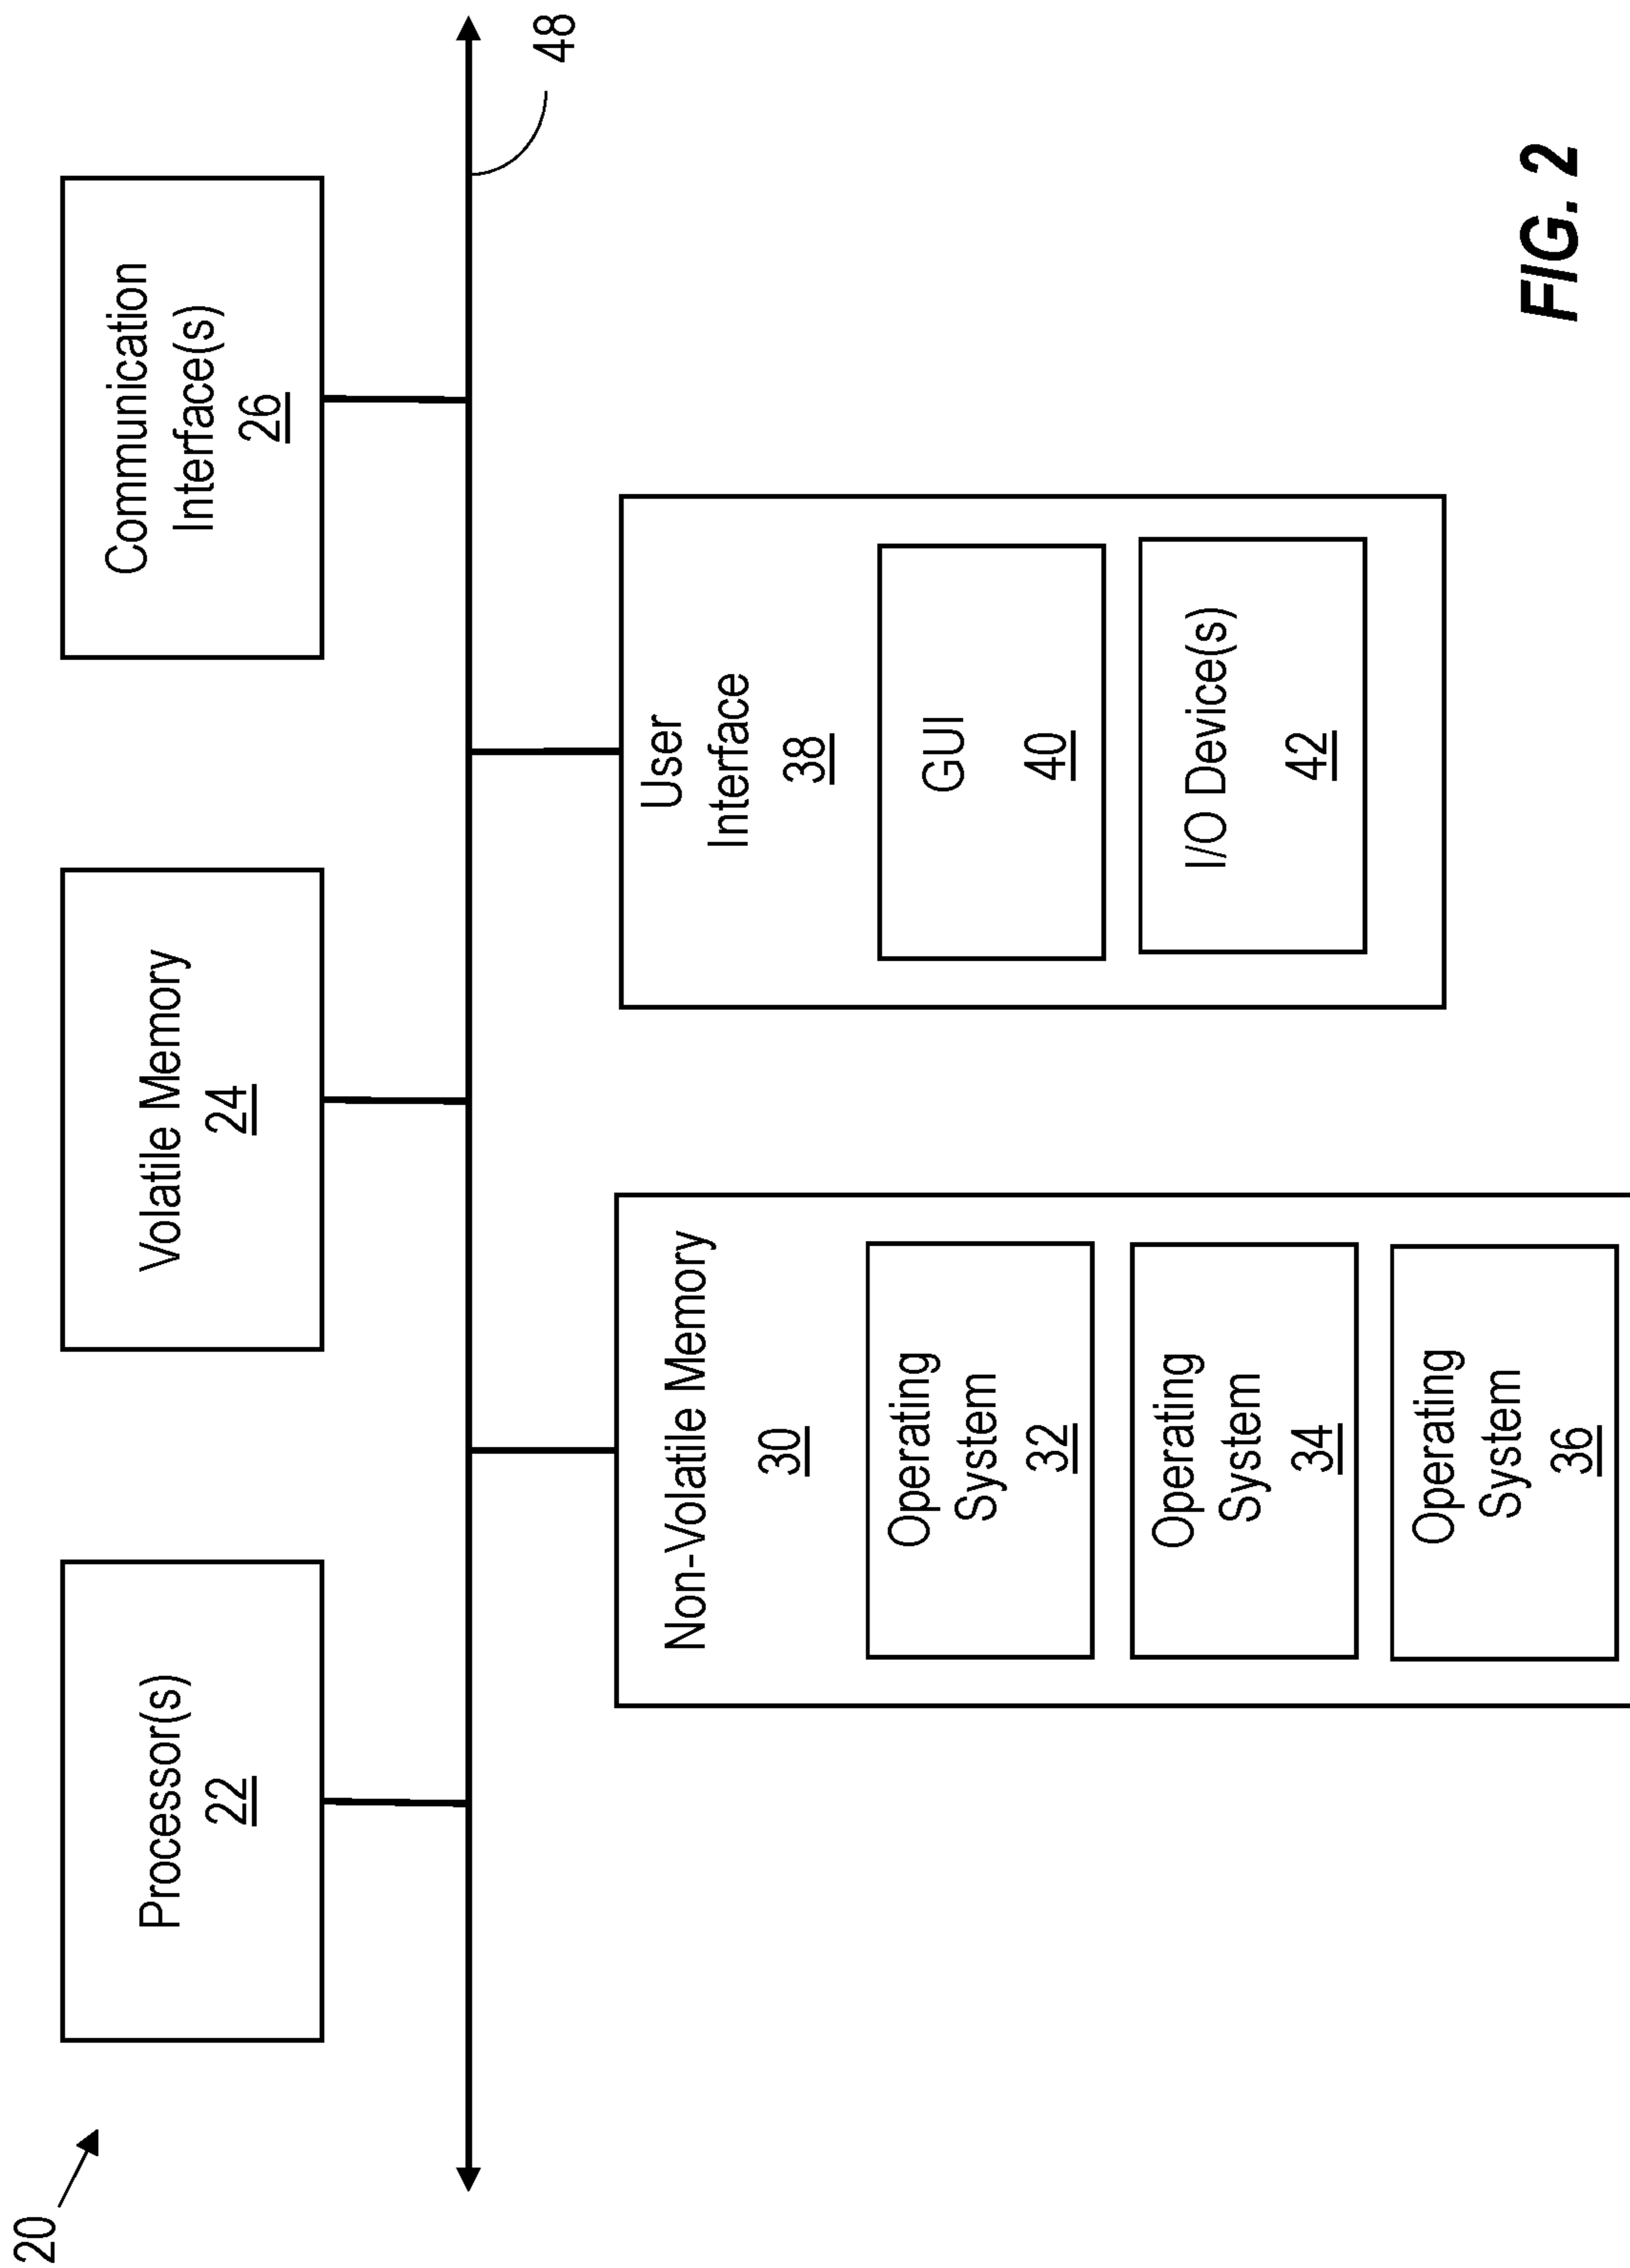 20
Processor(s)
22
Volatile Memory
24
Communication
Interface(s)
26
48
Non-Volatile Memory
30
Operating
System
32
Operating
System
34
Operating
System
36
User
Interface
38
GUI
40
I/O Device(s)
42
FIG. 2